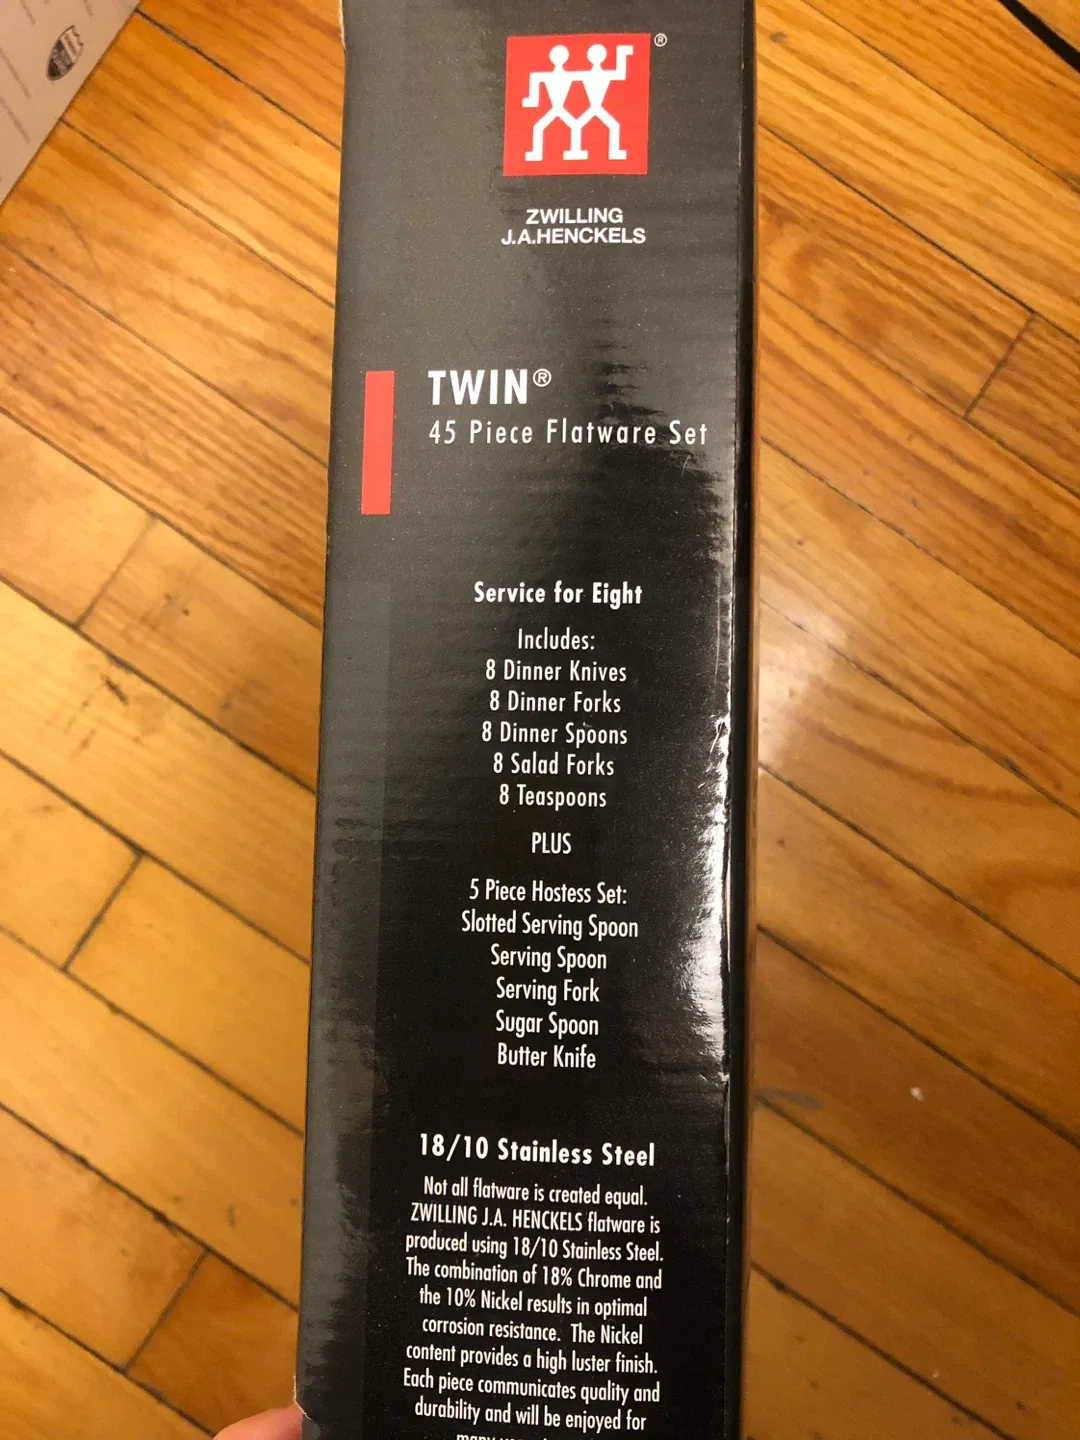 ®
ZWILLING
J.A.HENCKELS
TWIN®
45 Piece Flatware Set
Service for Eight
Includes:
8 Dinner Knives
8 Dinner Forks
8 Dinner Spoons
8 Salad Forks
8 Teaspoons
PLUS
5 Piece Hostess Set:
Slotted Serving Spoon
Serving Spoon
Serving Fork
Sugar Spoon
Butter Knife
18/10 Stainless Steel
Not all flatware is created equal.
ZWILLING J.A. HENCKELS flatware is
produced using 18/10 Stainless Steel.
The combination of 18% Chrome and
the 10% Nickel results in optimal
corrosion resistance. The Nickel
content provides a high luster finish.
Each piece communicates quality and
durability and will be enjoyed for
many